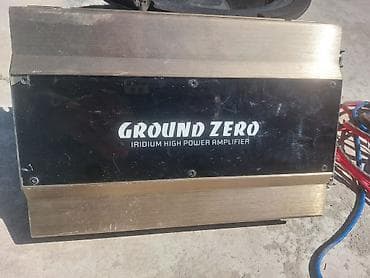 GROUND ZERO
IRIDIUM HIGH POWER AMPLIFIER